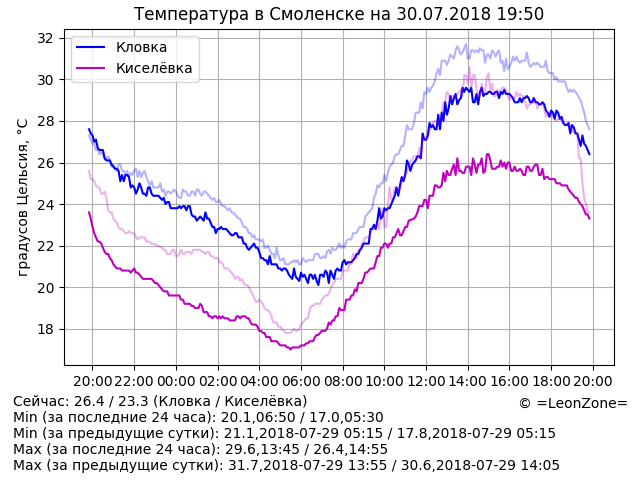 Температура в Смоленске на 30.07.2018 19:50
Кловка
Киселёвка
градусов Цельсия, °C
32
30
28
26
24
22
20
18
20:00 22:00 00:00 02:00 04:00 06:00 08:00 10:00 12:00 14:00 16:00 18:00 20:00
Сейчас: 26.4 / 23.3 (Кловка / Киселёвка)
© =LeonZone=
Min (за последние 24 часа): 20.1,06:50 / 17.0,05:30
Min (за предыдущие сутки): 21.1,2018-07-29 05:15 / 17.8,2018-07-29 05:15
Max (за последние 24 часа): 29.6,13:45 / 26.4,14:55
Max (за предыдущие сутки): 31.7,2018-07-29 13:55 / 30.6,2018-07-29 14:05